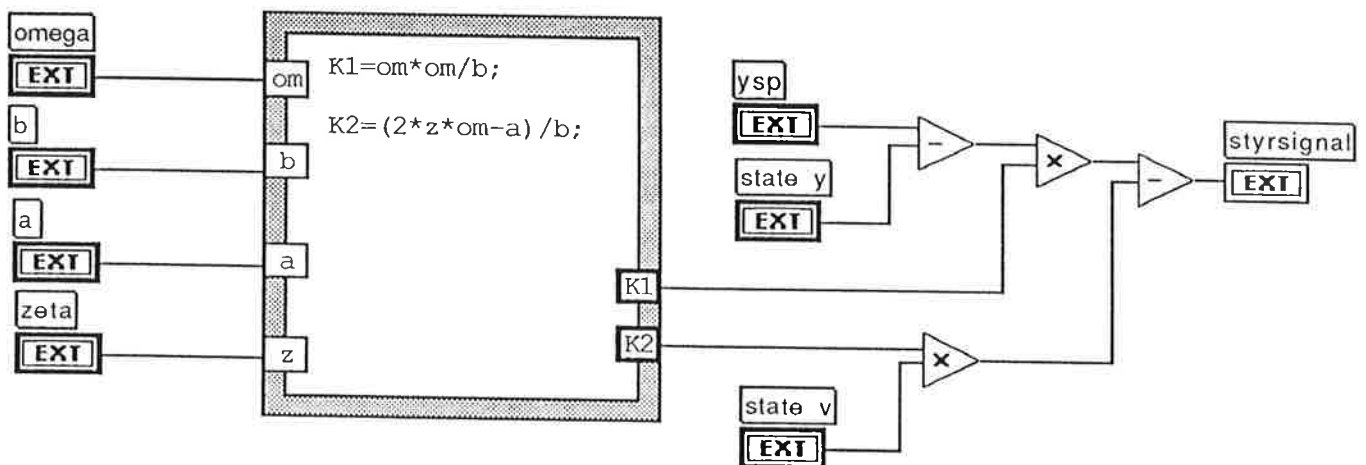 omega
EXT
b
EXT
a
EXT
zeta
EXT
om
b
a
z
K1=om*om/b;
K2=(2*z*om-a)/b;
K1
K2
ysp
EXT
state y
EXT
state v
EXT
-
×
-
×
styrsignal
EXT